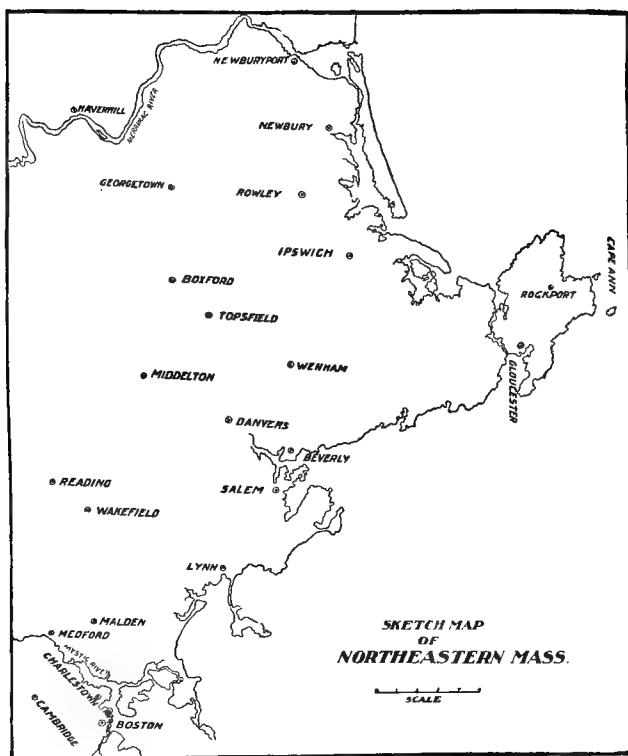 NEWBURYPORT
HAVERHILL
MERRIMAC RIVER
NEWBURY
GEORGETOWN
ROWLEY
IPSWICH
CAPE ANN
BOXFORD
ROCKPORT
TOPSFIELD
WENHAM
MIDDELTON
GLOUCESTER
DANVERS
BEVERLY
READING
SALEM
WAKEFIELD
LYNN
MALDEN
MEDFORD
MYSTIC RIVER
CHARLESTOWN
CAMBRIDGE
BOSTON
SKETCH MAP
OF
NORTHEASTERN MASS.
SCALE